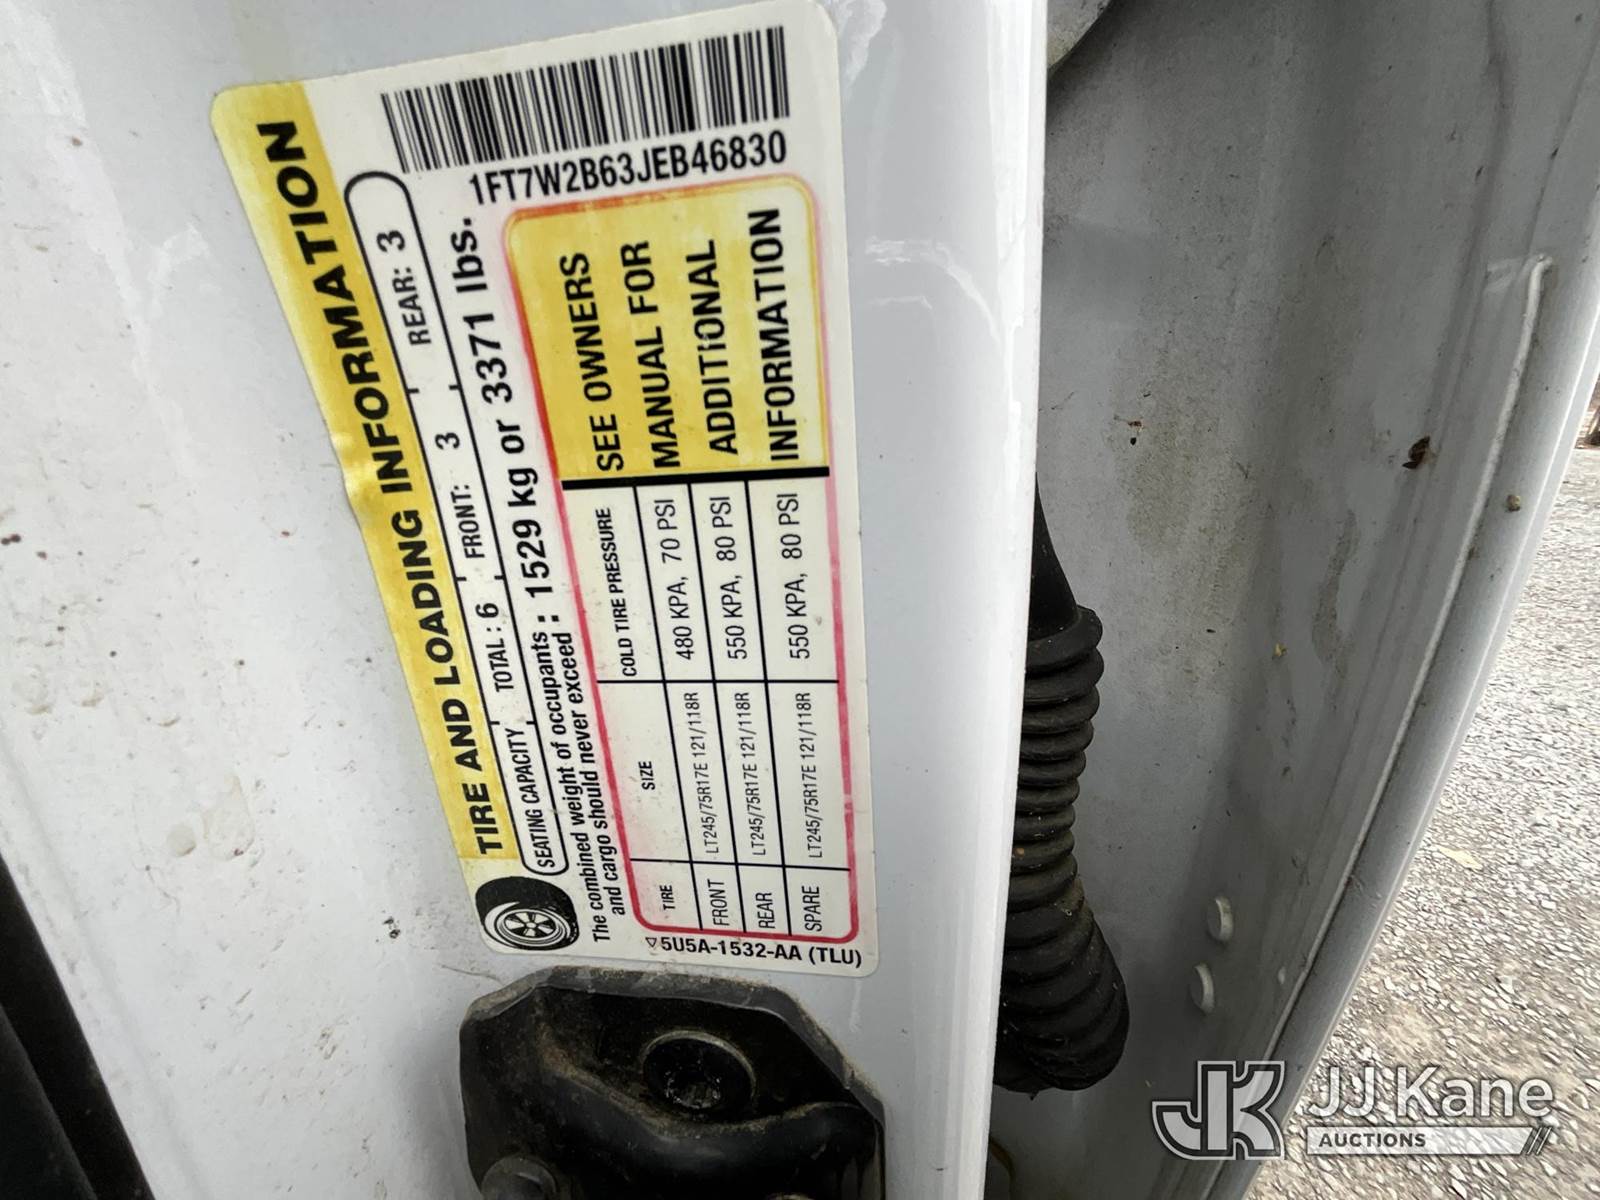 1FT7W2B63JEB46830
TIRE AND LOADING INFORMATION
SEATING CAPACITY TOTAL : 6 FRONT: 3 REAR: 3
The combined weight of occupants
and cargo should never exceed : 1529 kg or 3371 lbs.
TIRE SIZE COLD TIRE PRESSURE
FRONT LT245/75R17E 121/118R 480 KPA, 70 PSI
REAR LT245/75R17E 121/118R 550 KPA, 80 PSI
SPARE LT245/75R17E 121/118R 550 KPA, 80 PSI
SEE OWNERS
MANUAL FOR
ADDITIONAL
INFORMATION
5U5A-1532-AA (TLU)
JK JJ Kane
AUCTIONS